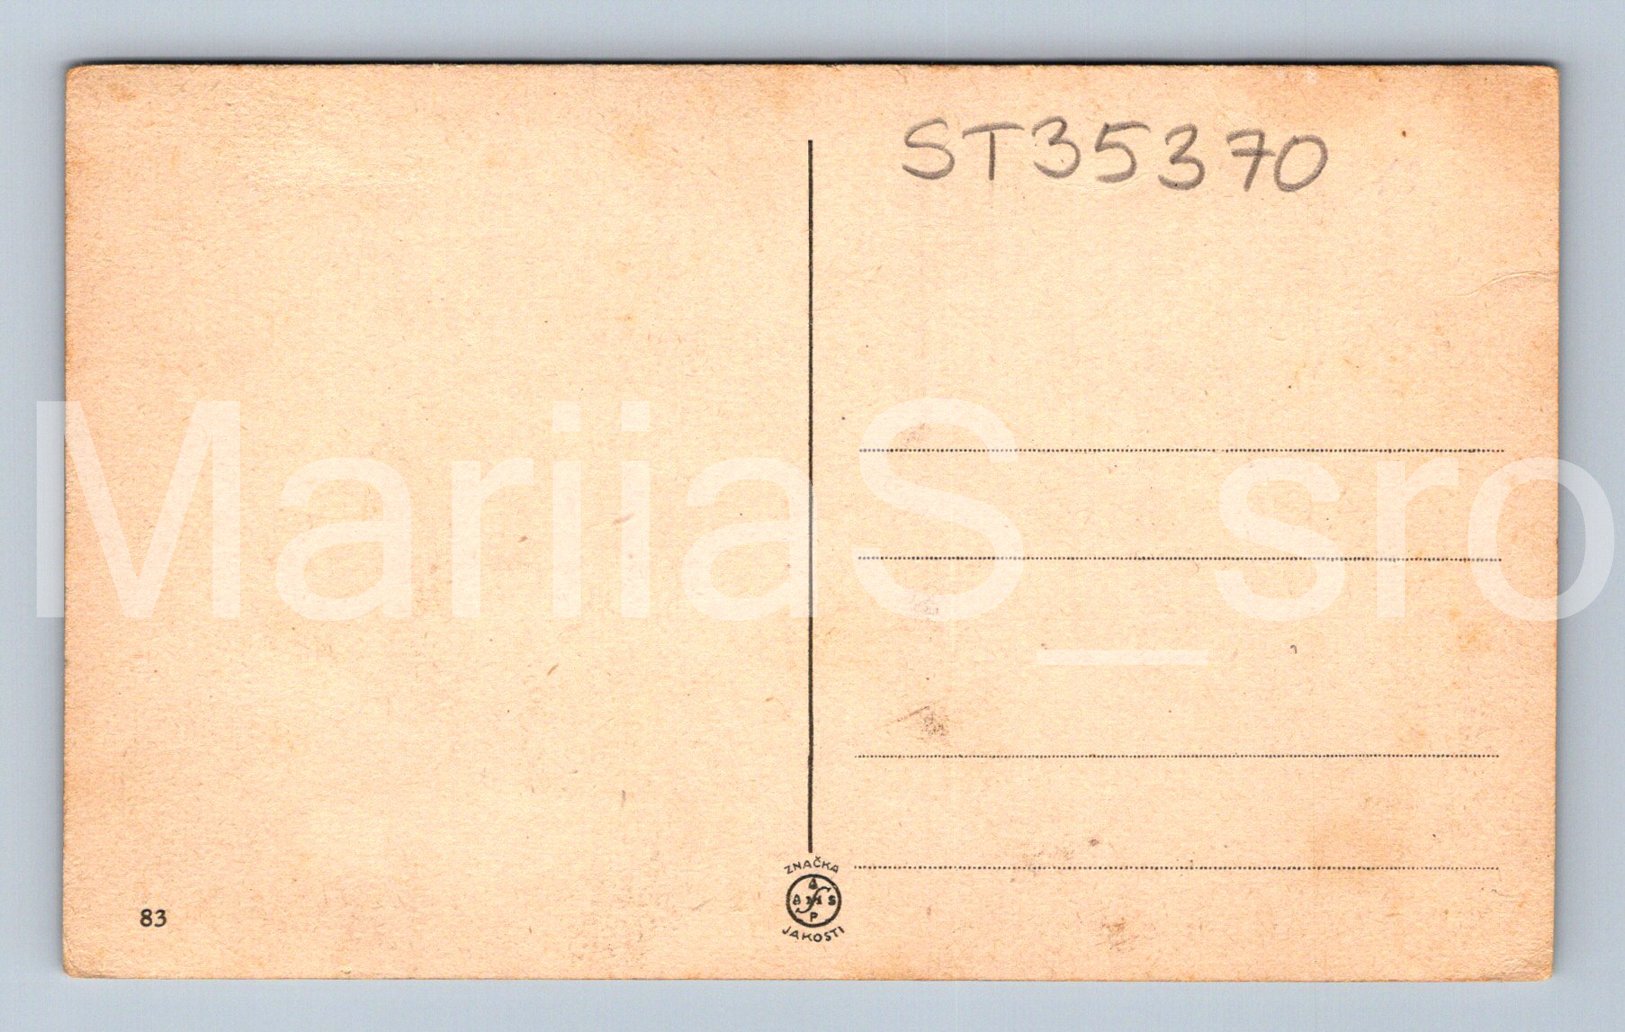 ST35370
MariiaS_sro
ZNAČKA
JAKOSTI
83